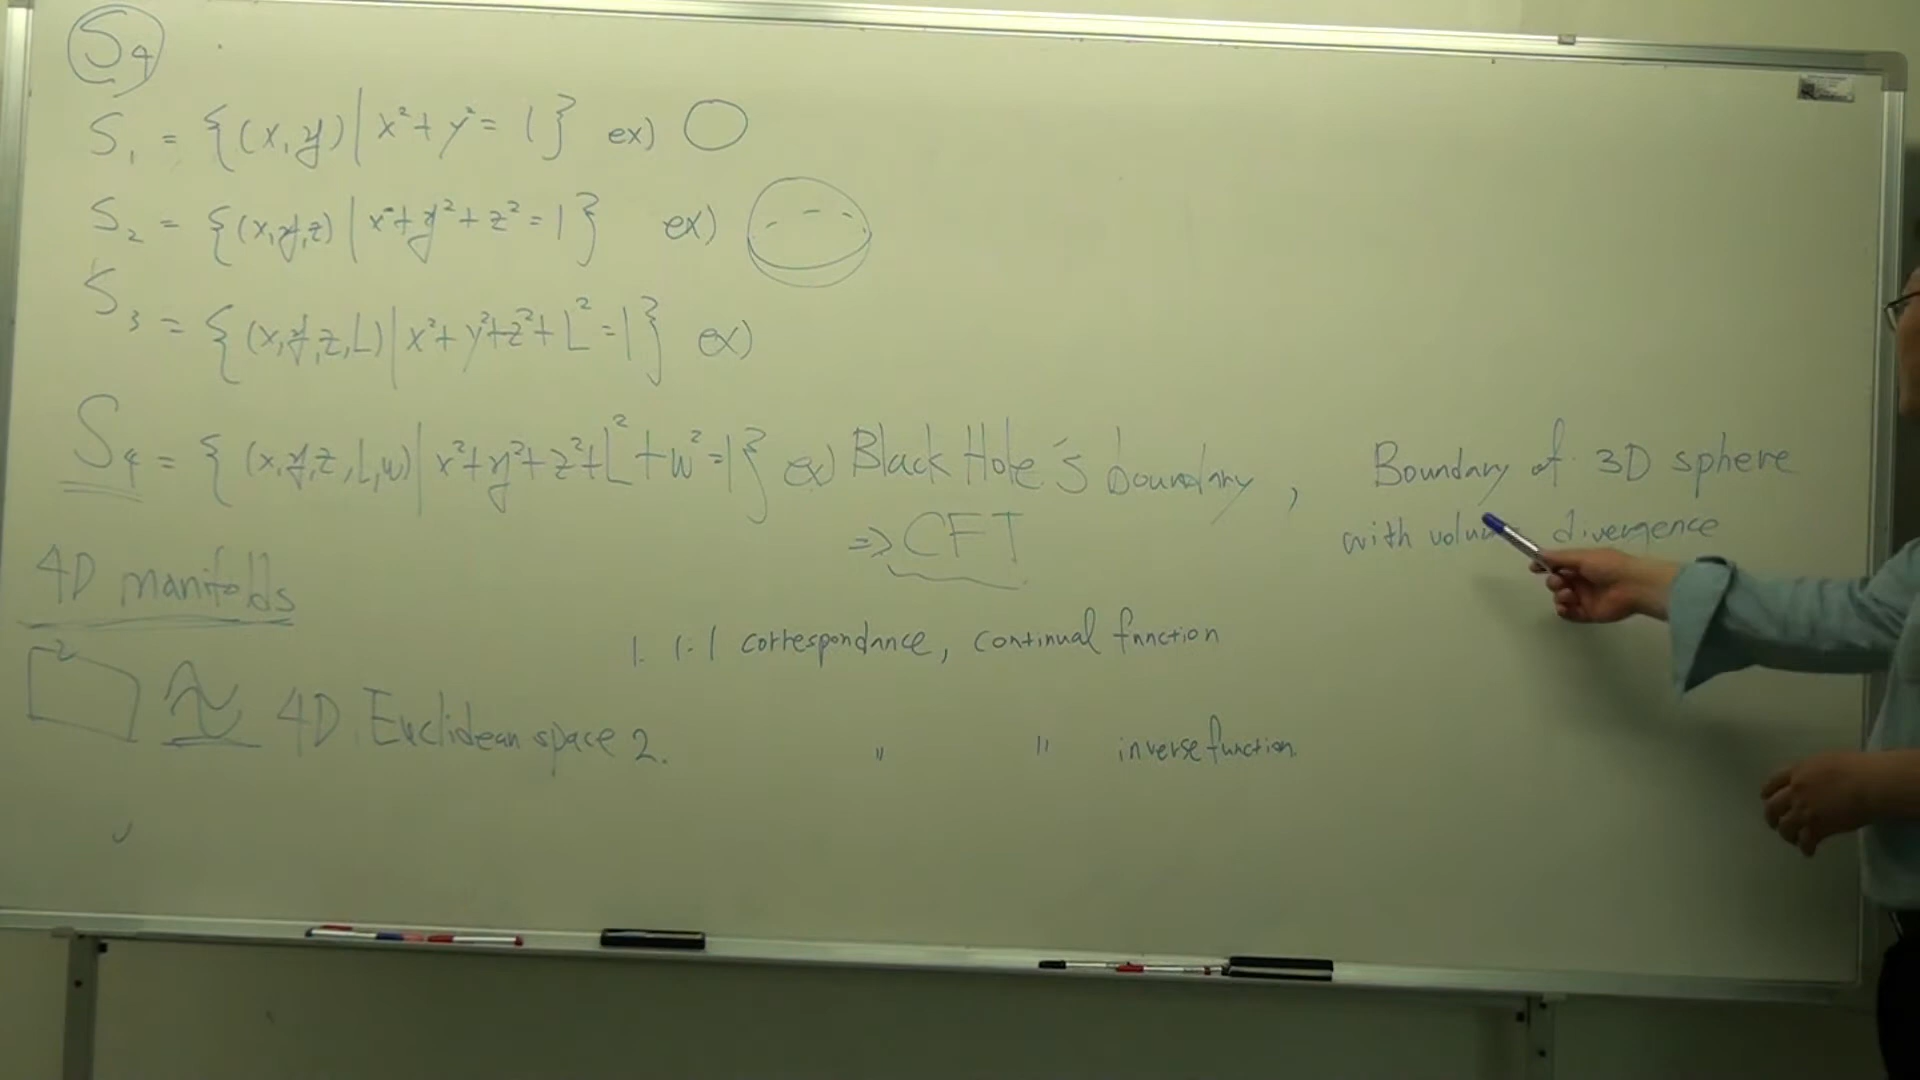 S₄
S₁ = {(x,y) | x²+y²=1} ex)
S₂ = {(x,y,z) | x²+y²+z²=1} ex)
S₃ = {(x,y,z,L) | x²+y²+z²+L²=1} ex)
S₄ = {(x,y,z,L,w) | x²+y²+z²+L²+w²=1} ex) Black Hole's boundary , Boundary of 3D sphere
with divergence
⇒ CFT
4D manifolds
1. 1:1 correspondance, continual function
≈ 4D Euclidean space 2. " " inverse function